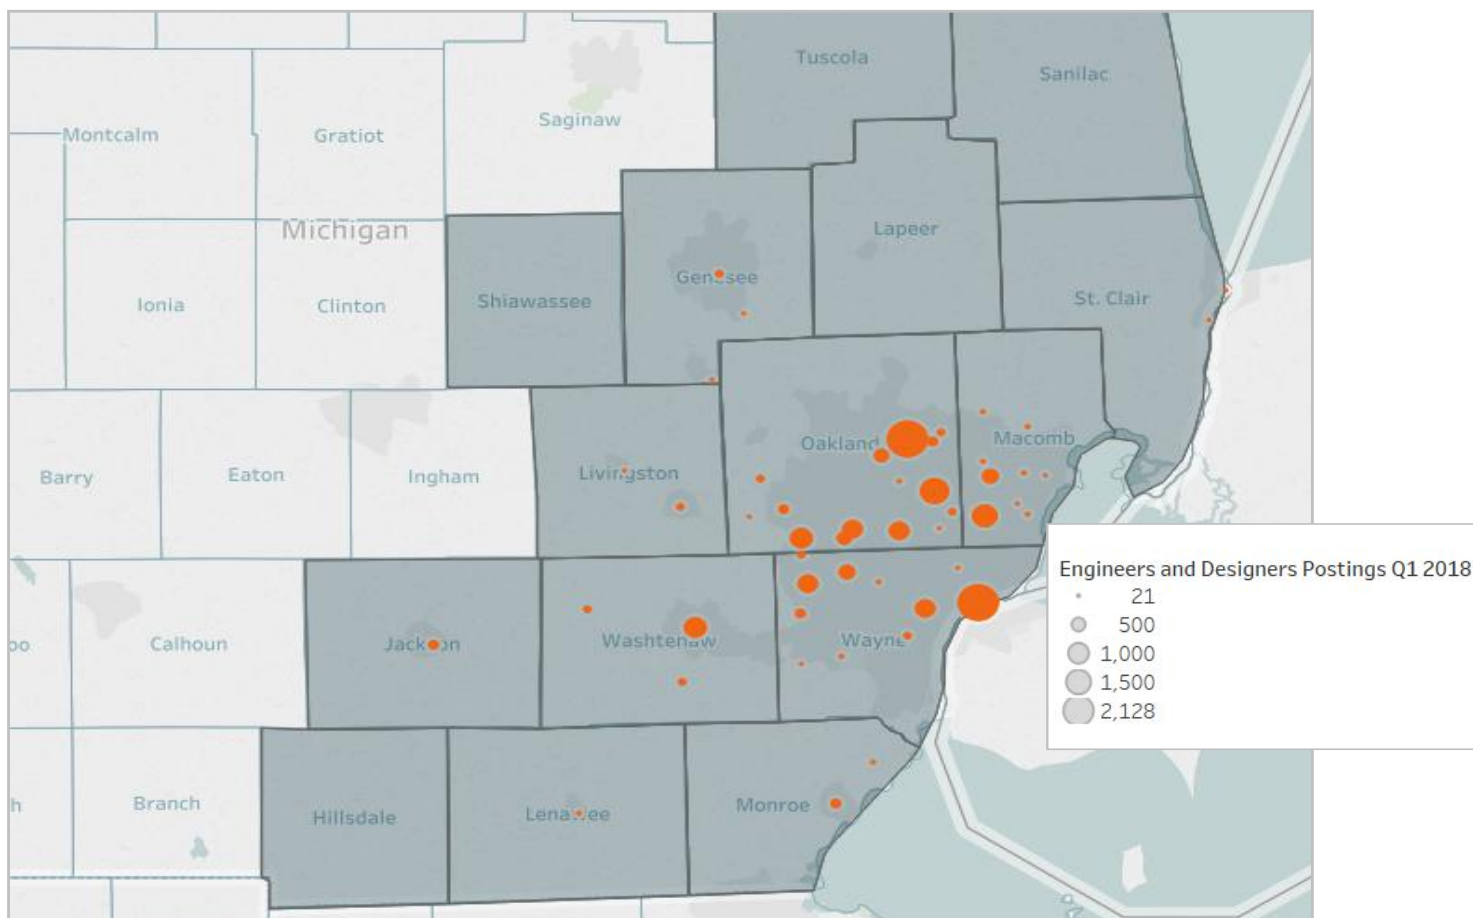 Tuscola
Sanilac
Saginaw
Montcalm
Gratiot
Michigan
Lapeer
Genesee
Shiawassee
St. Clair
Ionia
Clinton
Oakland
Macomb
Livingston
Barry
Eaton
Ingham
Engineers and Designers Postings Q1 2018
21
500
1,000
1,500
2,128
oo
Calhoun
Jackson
Washtenaw
Wayne
h
Branch
Hillsdale
Lenawee
Monroe